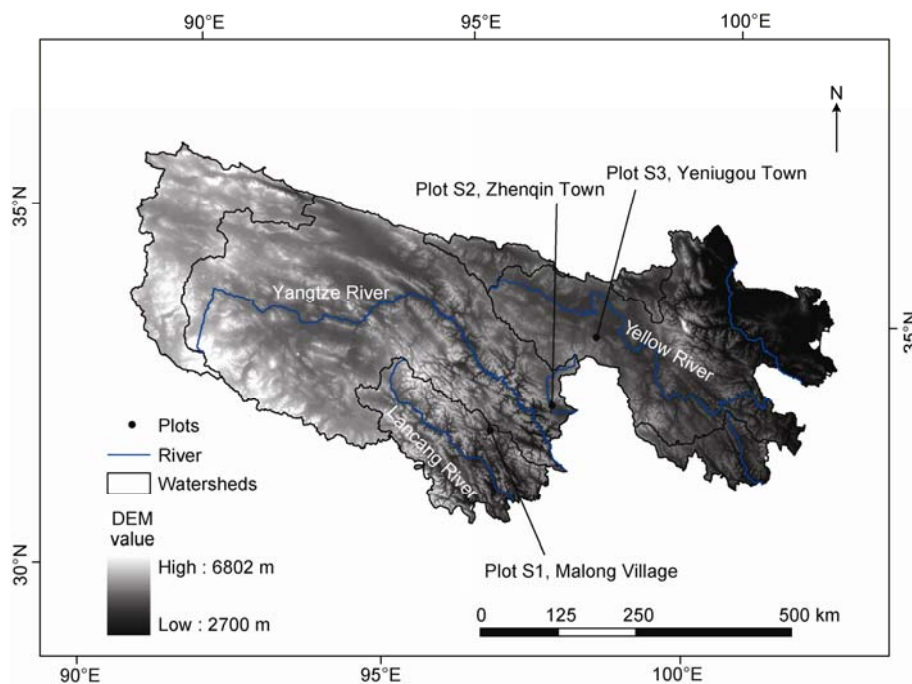 90°E
95°E
100°E
N
Plot S2, Zhenqin Town
Plot S3, Yeniugou Town
35°N
35°N
Yangtze River
Yellow River
Lancang River
Plots
River
Watersheds
DEM
value
High : 6802 m
Low : 2700 m
Plot S1, Malong Village
30°N
30°N
0
125
250
500 km
90°E
95°E
100°E